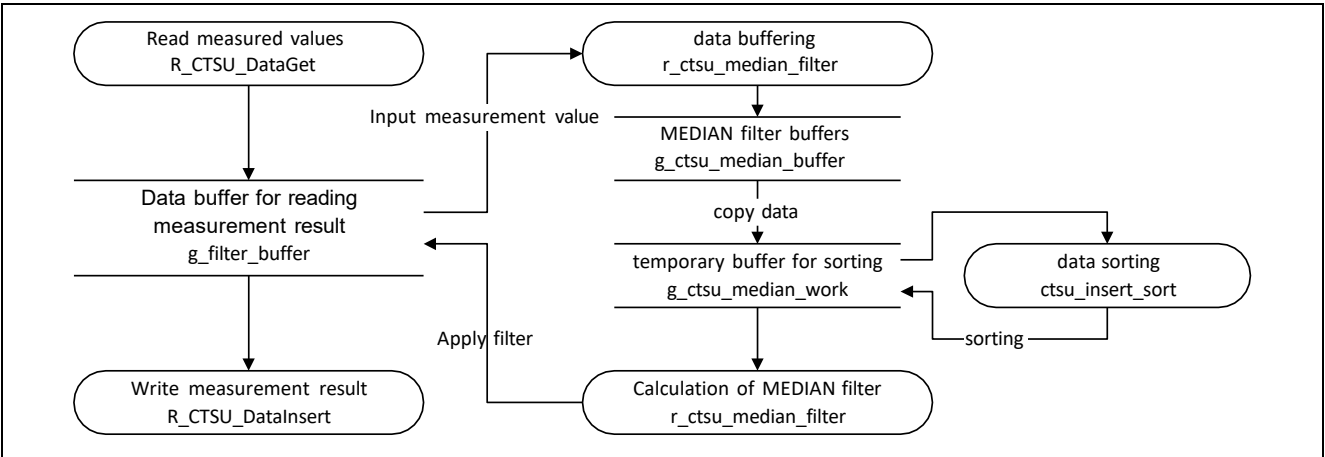 Read measured values
R_CTSU_DataGet
data buffering
r_ctsu_median_filter
Input measurement value
MEDIAN filter buffers
g_ctsu_median_buffer
Data buffer for reading
measurement result
g_filter_buffer
copy data
temporary buffer for sorting
g_ctsu_median_work
data sorting
ctsu_insert_sort
Apply filter
sorting
Write measurement result
R_CTSU_DataInsert
Calculation of MEDIAN filter
r_ctsu_median_filter